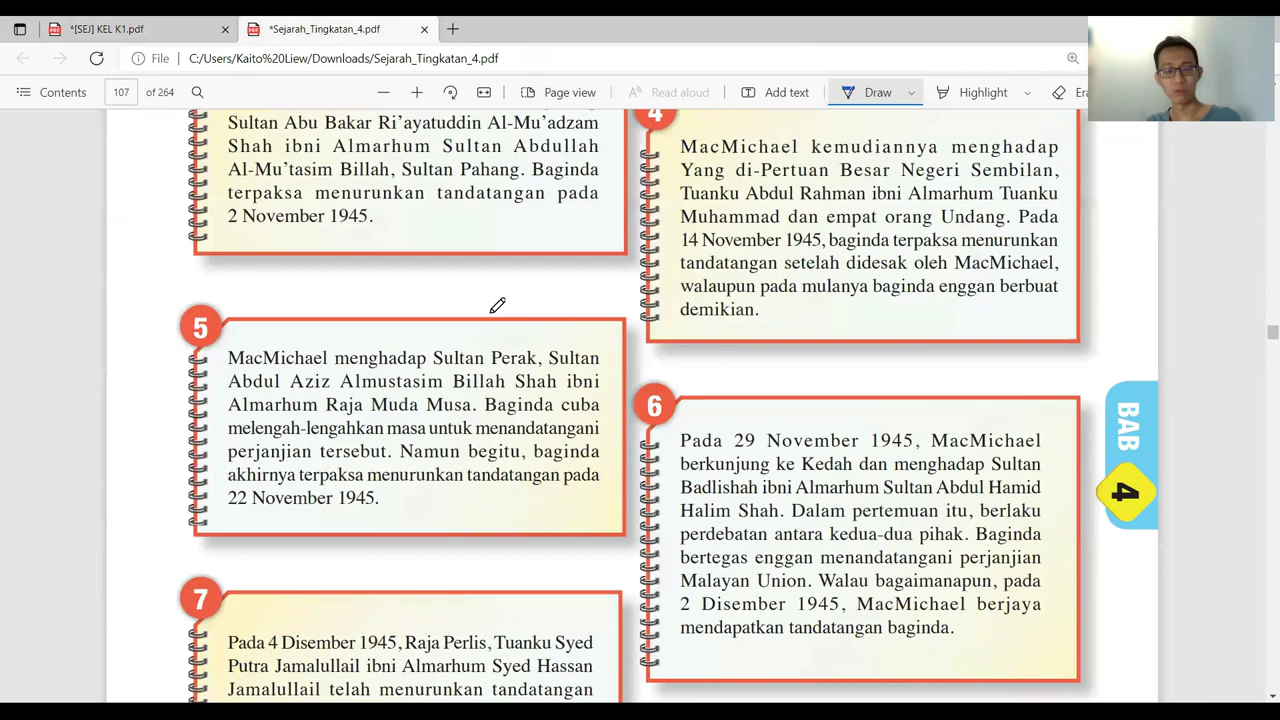 *[SEJ] KEL K1.pdf
*Sejarah_Tingkatan_4.pdf
File
C:/Users/Kaito%20Liew/Downloads/Sejarah_Tingkatan_4.pdf
Contents
107
of 264
Page view
Read aloud
Add text
Draw
Highlight
Sultan Abu Bakar Ri’ayatuddin Al-Mu’adzam
Shah ibni Almarhum Sultan Abdullah
Al-Mu’tasim Billah, Sultan Pahang. Baginda
terpaksa menurunkan tandatangan pada
2 November 1945.
4
MacMichael kemudiannya menghadap
Yang di-Pertuan Besar Negeri Sembilan,
Tuanku Abdul Rahman ibni Almarhum Tuanku
Muhammad dan empat orang Undang. Pada
14 November 1945, baginda terpaksa menurunkan
tandatangan setelah didesak oleh MacMichael,
walaupun pada mulanya baginda enggan berbuat
demikian.
5
MacMichael menghadap Sultan Perak, Sultan
Abdul Aziz Almustasim Billah Shah ibni
Almarhum Raja Muda Musa. Baginda cuba
melengah-lengahkan masa untuk menandatangani
perjanjian tersebut. Namun begitu, baginda
akhirnya terpaksa menurunkan tandatangan pada
22 November 1945.
6
Pada 29 November 1945, MacMichael
berkunjung ke Kedah dan menghadap Sultan
Badlishah ibni Almarhum Sultan Abdul Hamid
Halim Shah. Dalam pertemuan itu, berlaku
perdebatan antara kedua-dua pihak. Baginda
bertegas enggan menandatangani perjanjian
Malayan Union. Walau bagaimanapun, pada
2 Disember 1945, MacMichael berjaya
mendapatkan tandatangan baginda.
7
Pada 4 Disember 1945, Raja Perlis, Tuanku Syed
Putra Jamalullail ibni Almarhum Syed Hassan
Jamalullail telah menurunkan tandatangan
BAB
4